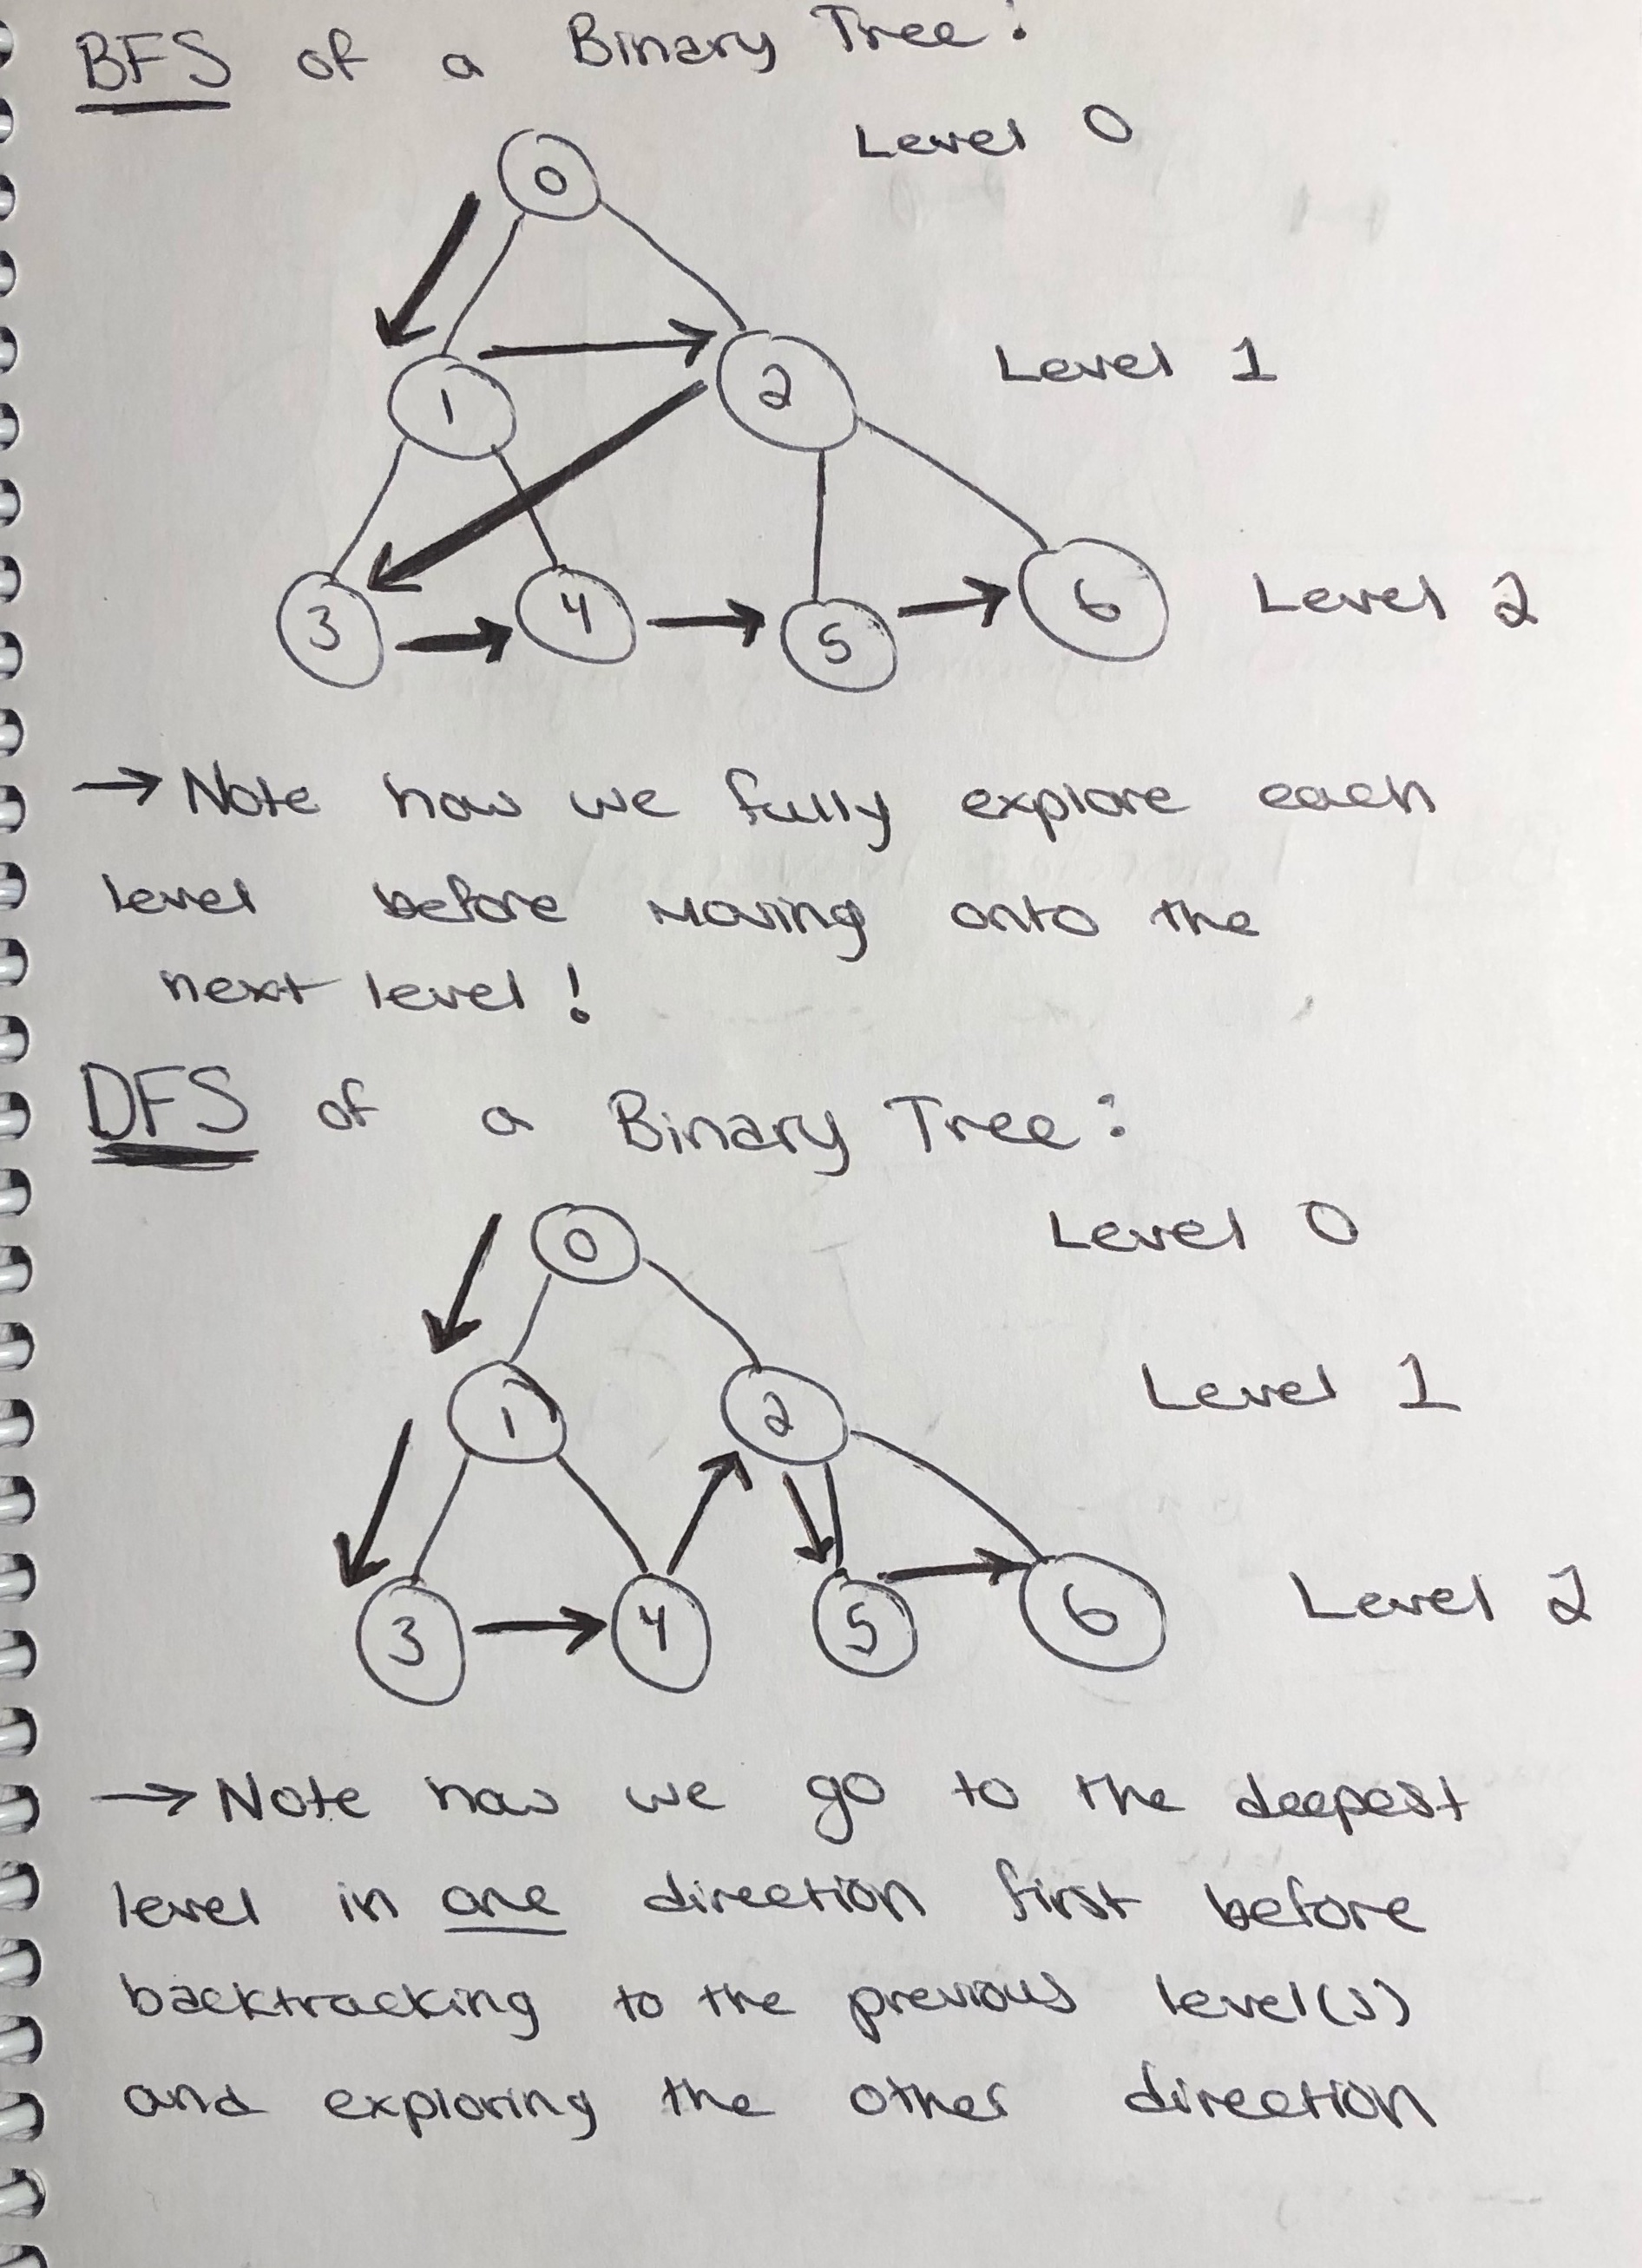 BFS of a Binary Tree:
Level 0
0
Level 1
1 2
Level 2
3 4 5 6
→ Note how we fully explore each
level before moving onto the
next level!
DFS of a Binary Tree:
Level 0
0
Level 1
1 2
Level 2
3 4 5 6
→ Note how we go to the deepest
level in one direction first before
backtracking to the previous level(s)
and exploring the other direction